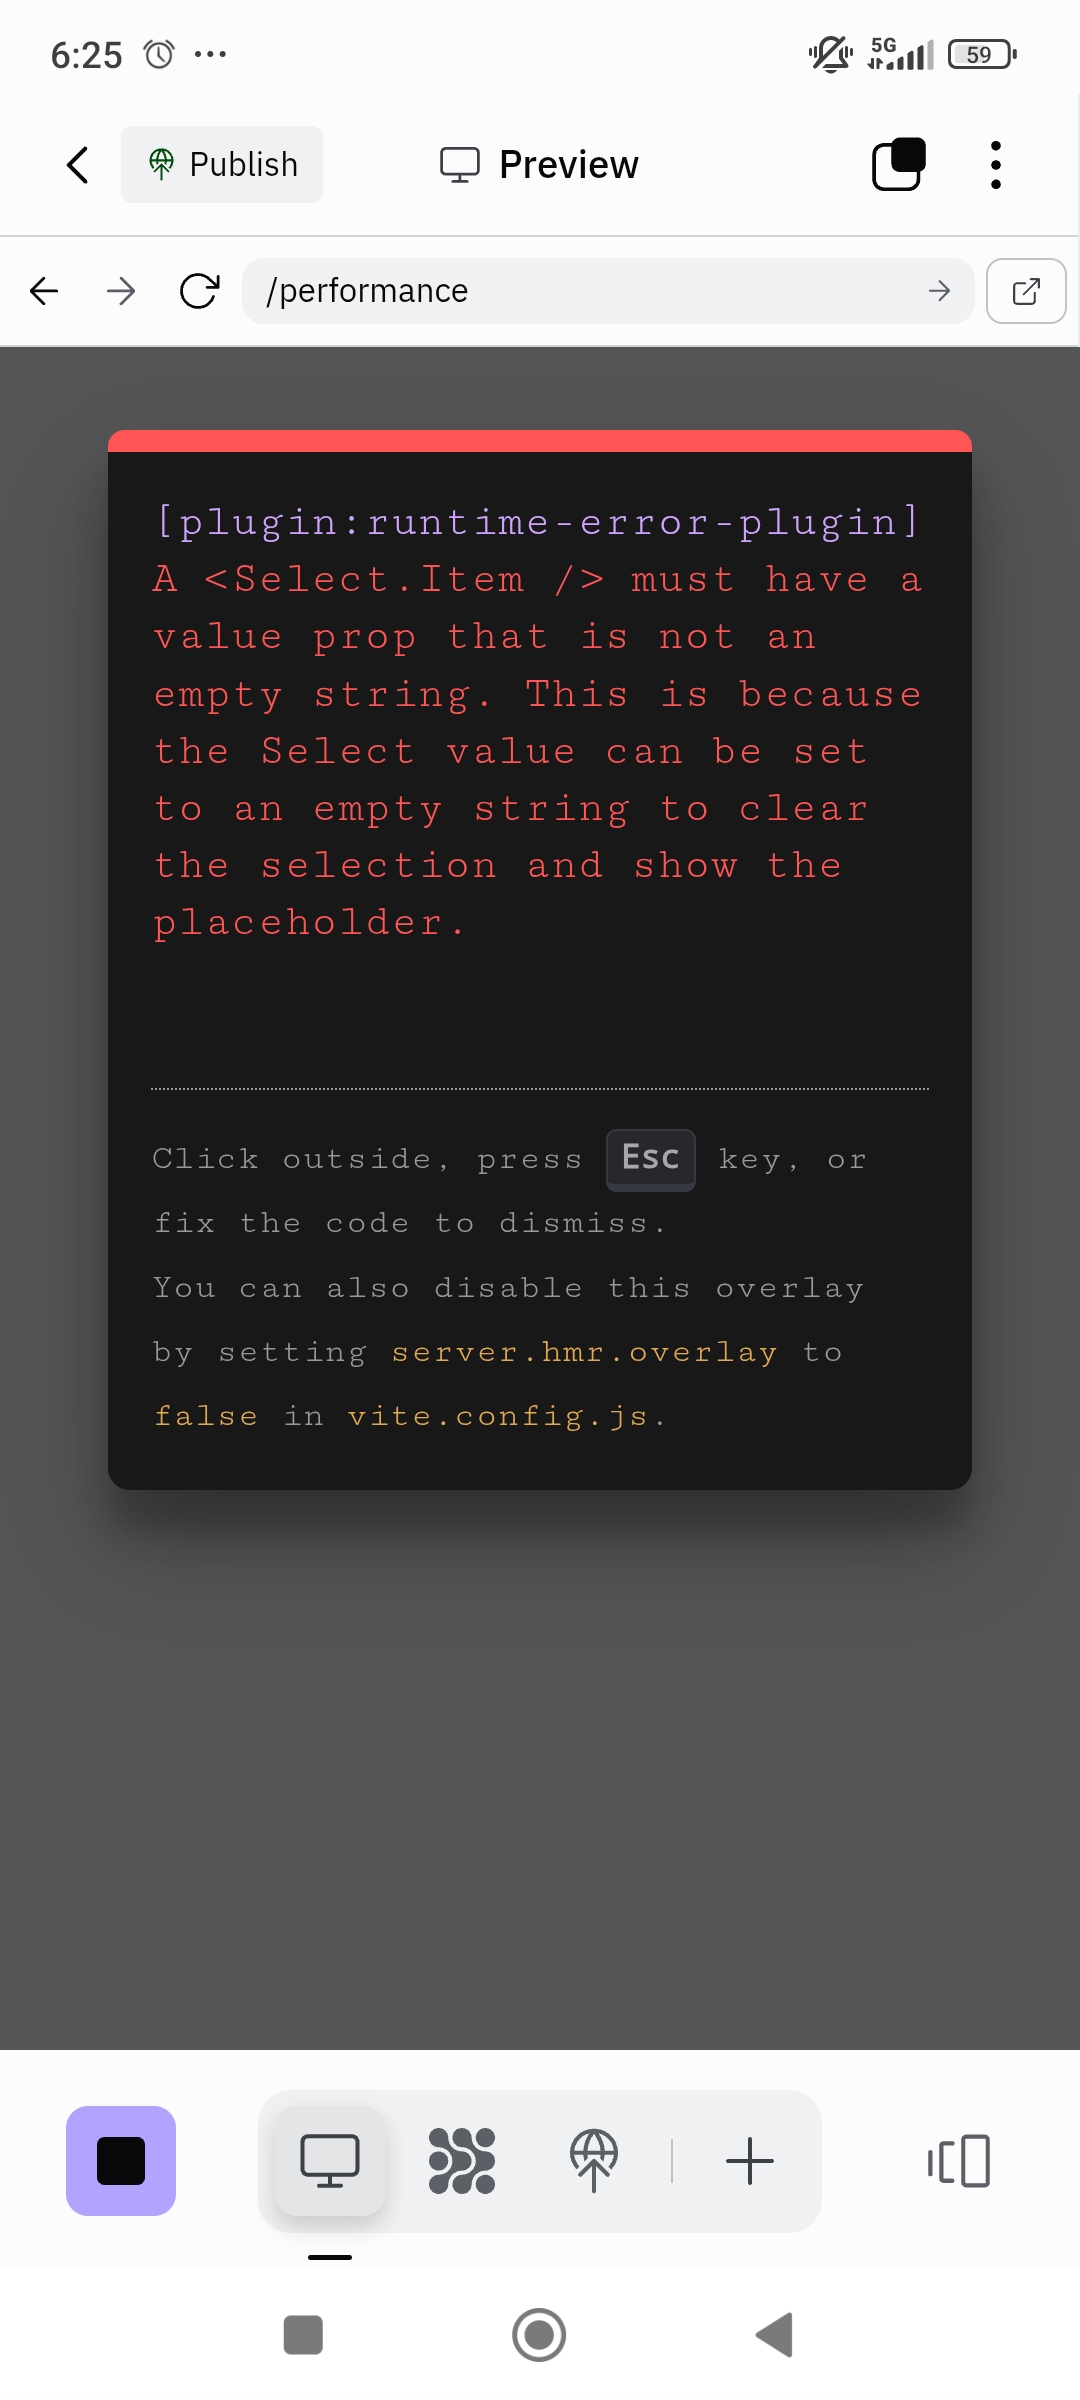 6:25
5G
59
Publish
Preview
/performance
[plugin:runtime-error-plugin]
A <Select.Item /> must have a
value prop that is not an
empty string. This is because
the Select value can be set
to an empty string to clear
the selection and show the
placeholder.
Click outside, press Esc key, or
fix the code to dismiss.
You can also disable this overlay
by setting server.hmr.overlay to
false in vite.config.js.